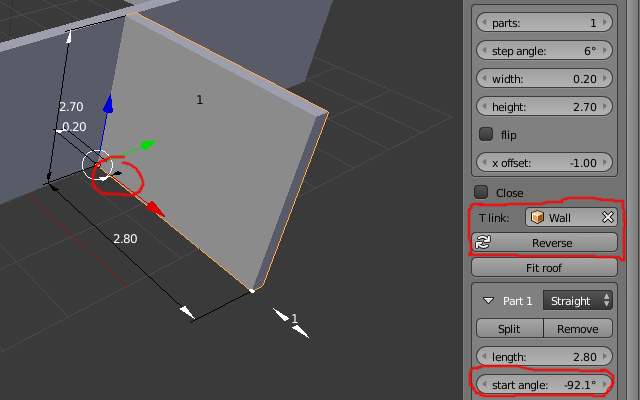 1
2.70
0.20
2.80
1
parts: 1
step angle: 6°
width: 0.20
height: 2.70
flip
x offset: -1.00
Close
T link: Wall
Reverse
Fit roof
Part 1 Straight
Split Remove
length: 2.80
start angle: -92.1°